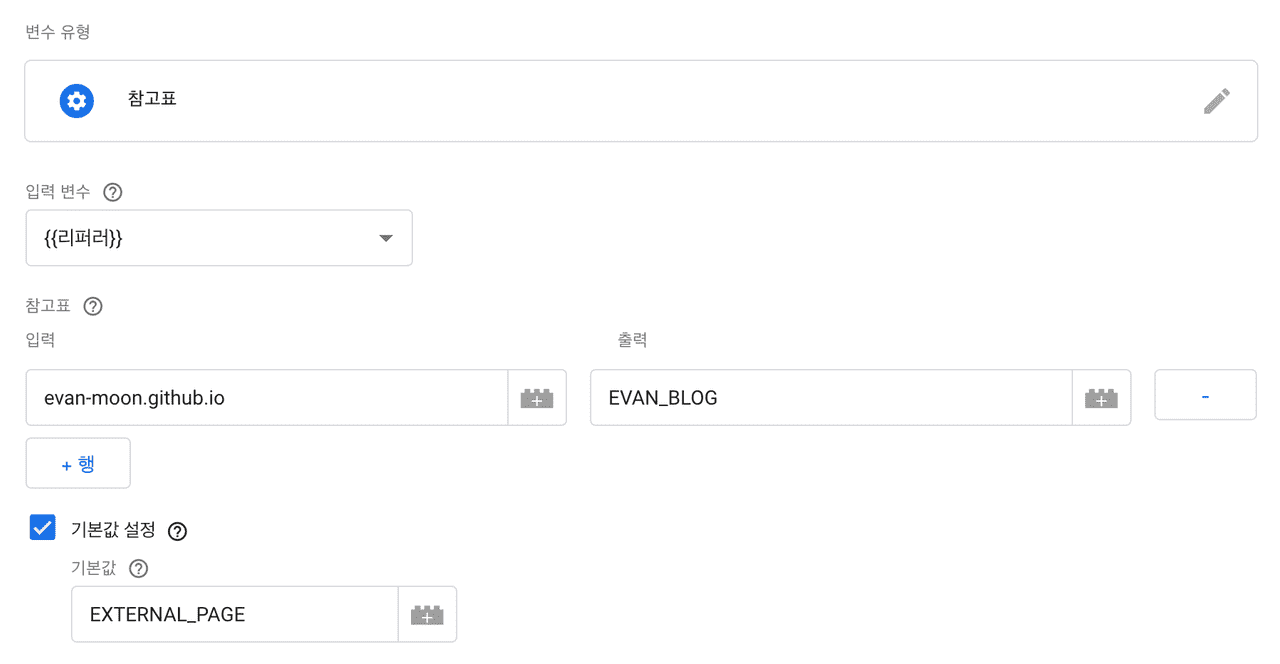 변수 유형
참고표
입력 변수
{{리퍼러}}
참고표
입력 출력
evan-moon.github.io EVAN_BLOG -
+ 행
기본값 설정
기본값
EXTERNAL_PAGE